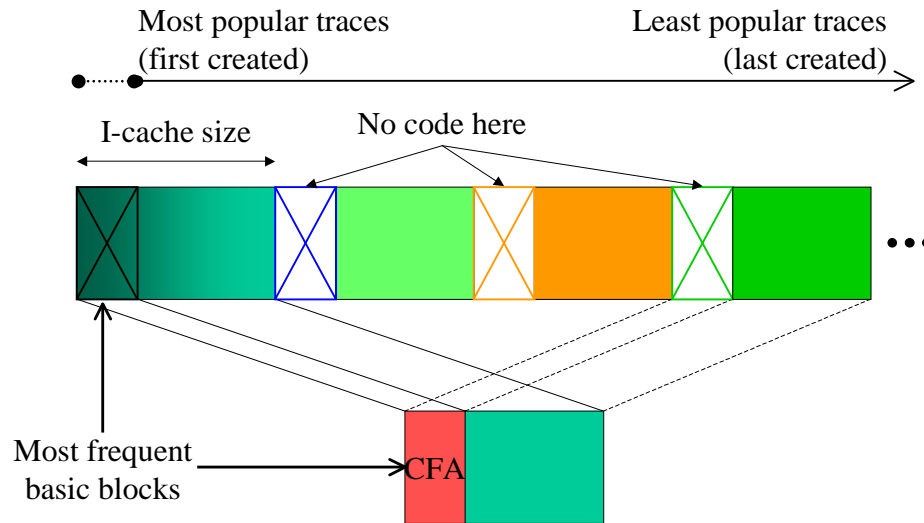 Most popular traces
(first created)
Least popular traces
(last created)
I-cache size
No code here
Most frequent
basic blocks
CFA